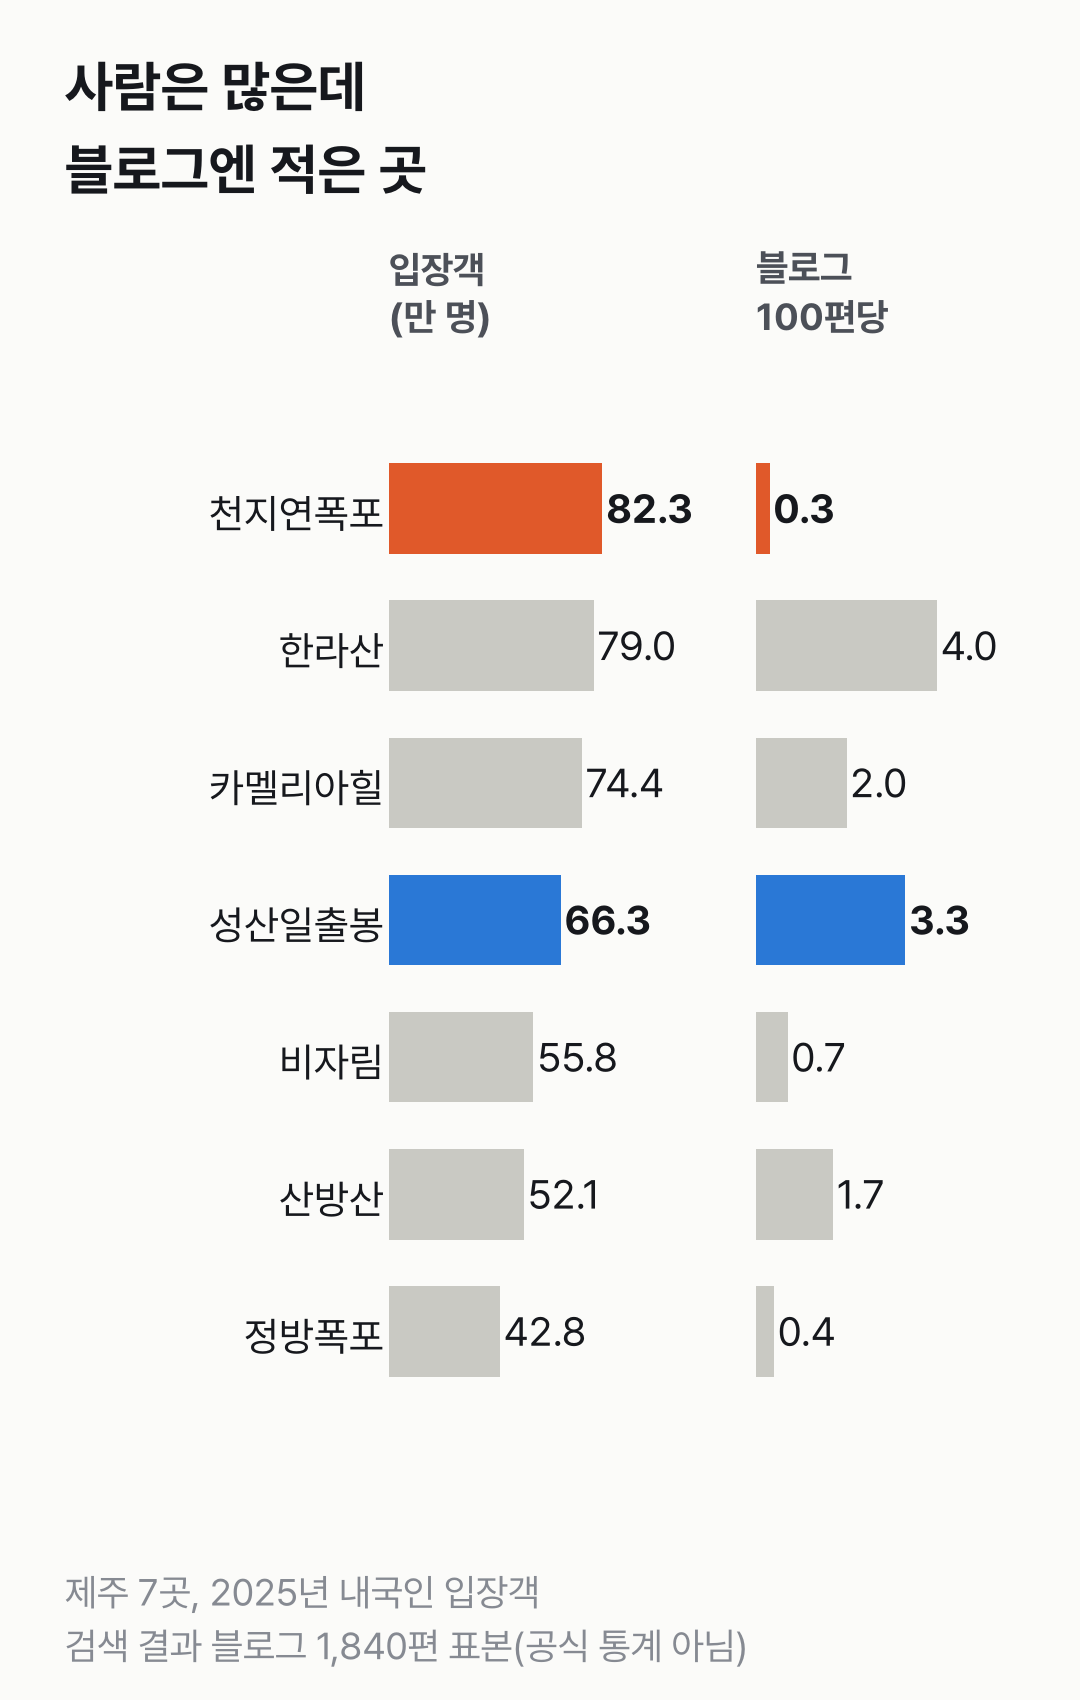 사람은 많은데
블로그엔 적은 곳
입장객
(만 명)
블로그
100편당
천지연폭포 82.3 0.3
한라산 79.0 4.0
카멜리아힐 74.4 2.0
성산일출봉 66.3 3.3
비자림 55.8 0.7
산방산 52.1 1.7
정방폭포 42.8 0.4
제주 7곳, 2025년 내국인 입장객
검색 결과 블로그 1,840편 표본(공식 통계 아님)